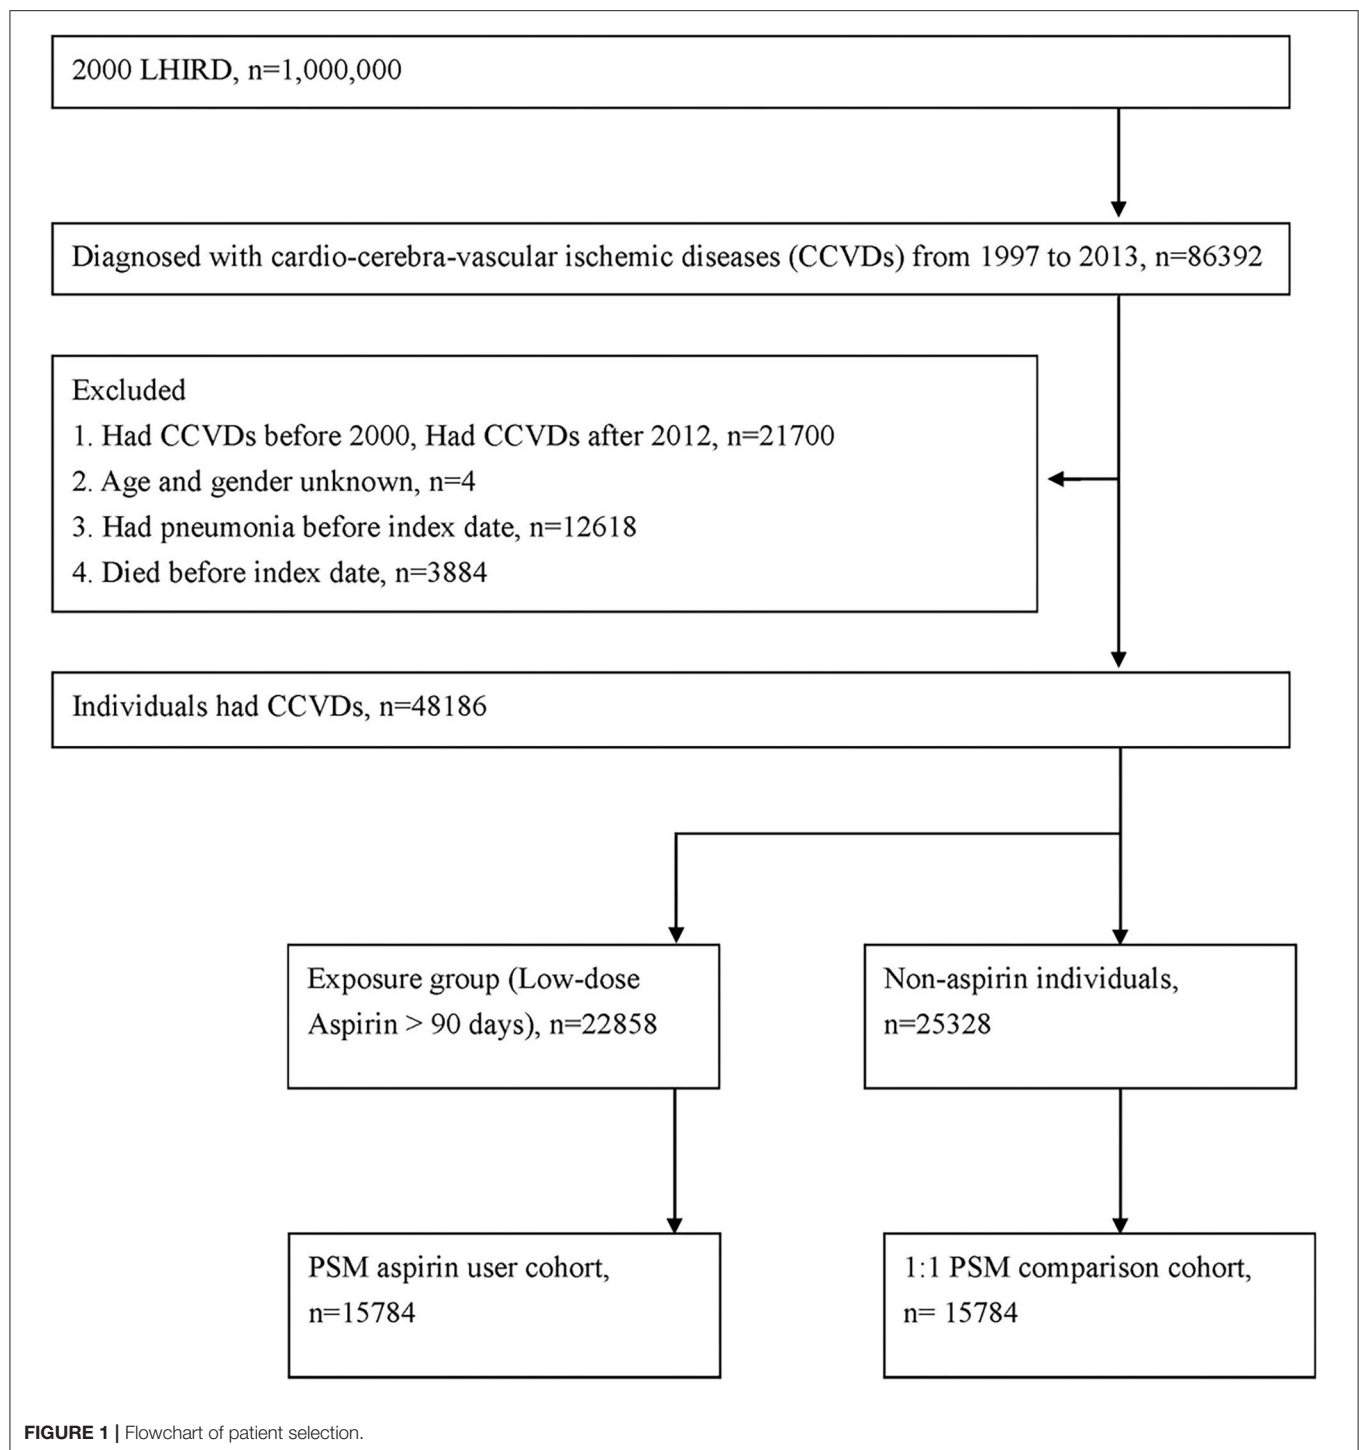 2000 LHIRD, n=1,000,000
Diagnosed with cardio-cerebra-vascular ischemic diseases (CCVDs) from 1997 to 2013, n=86392
Excluded
1. Had CCVDs before 2000, Had CCVDs after 2012, n=21700
2. Age and gender unknown, n=4
3. Had pneumonia before index date, n=12618
4. Died before index date, n=3884
Individuals had CCVDs, n=48186
Exposure group (Low-dose
Aspirin > 90 days), n=22858
Non-aspirin individuals,
n=25328
PSM aspirin user cohort,
n=15784
1:1 PSM comparison cohort,
n= 15784
FIGURE 1 | Flowchart of patient selection.